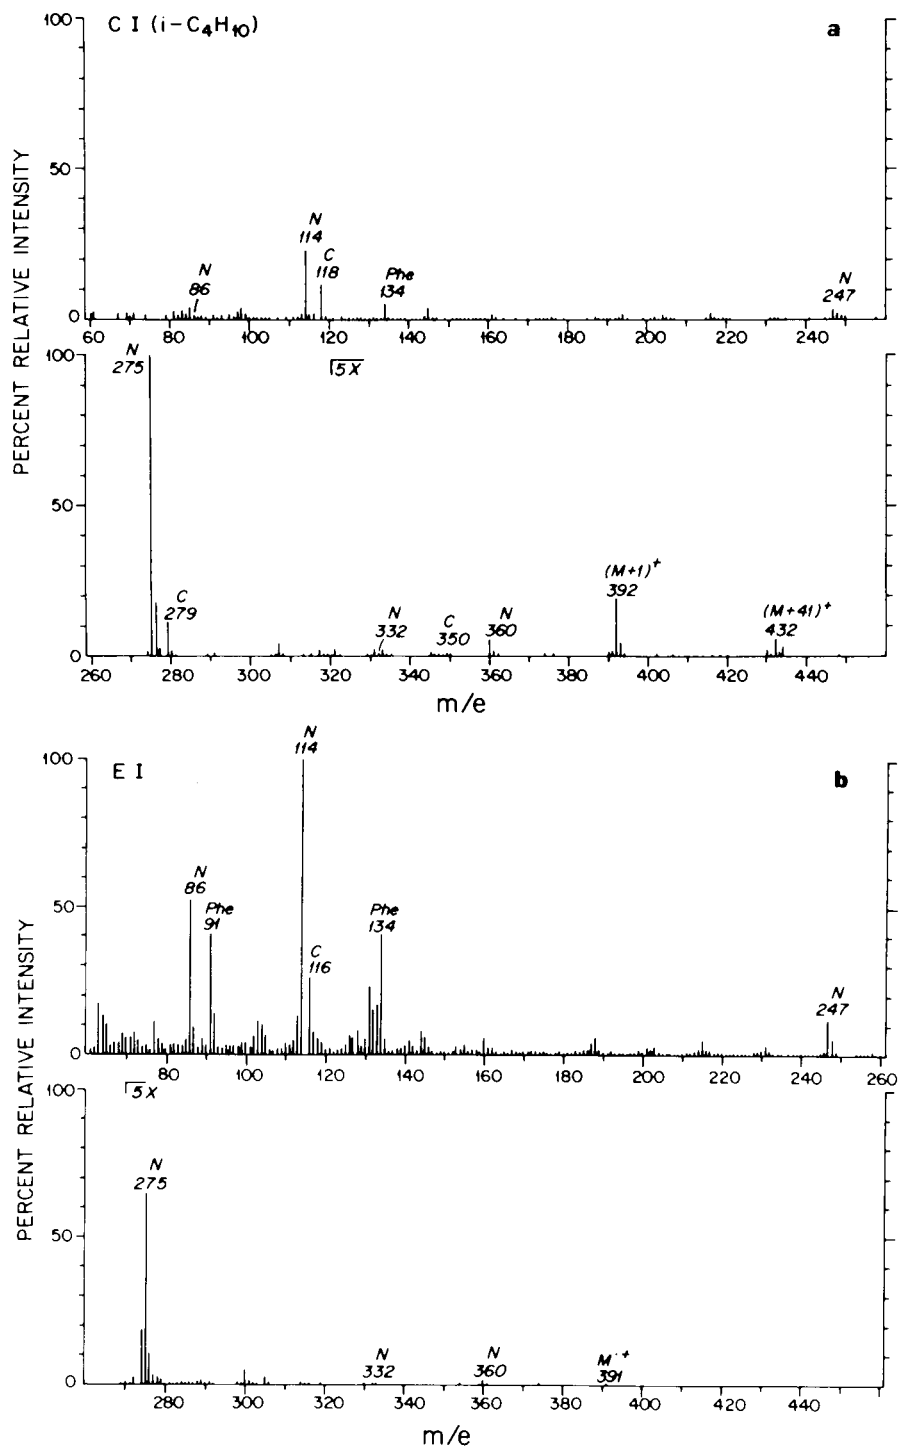 C I (i-C₄H₁₀)
a
PERCENT RELATIVE INTENSITY
100
50
0
N
86
N
114
C
118
Phe
134
N
247
60 80 100 120 140 160 180 200 220 240
100
50
0
N
275
⌈5X
C
279
N
332
C
350
N
360
(M+1)⁺
392
(M+41)⁺
432
260 280 300 320 340 360 380 400 420 440
m/e
E I
b
PERCENT RELATIVE INTENSITY
100
50
0
N
86
Phe
91
N
114
C
116
Phe
134
N
247
80 100 120 140 160 180 200 220 240 260
100
50
0
⌈5X
N
275
N
332
N
360
M·⁺
391
280 300 320 340 360 380 400 420 440
m/e